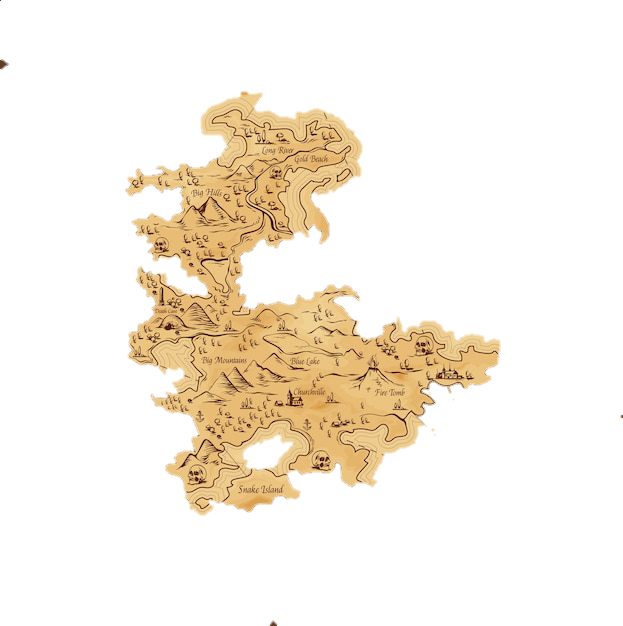 Long River
Gold Beach
Big Hills
Death Cave
Big Mountains
Blue Lake
Churchville
Fire Tomb
Snake Island